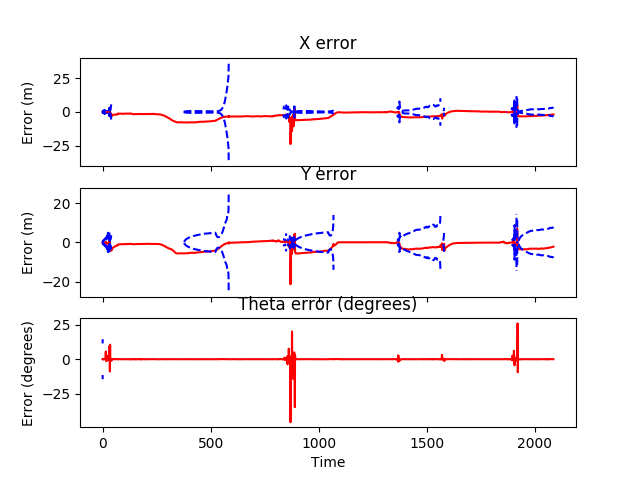 X error
Error (m)
25
0
−25
Y error
Error (m)
20
0
−20
Theta error (degrees)
Error (degrees)
25
0
−25
0 500 1000 1500 2000
Time